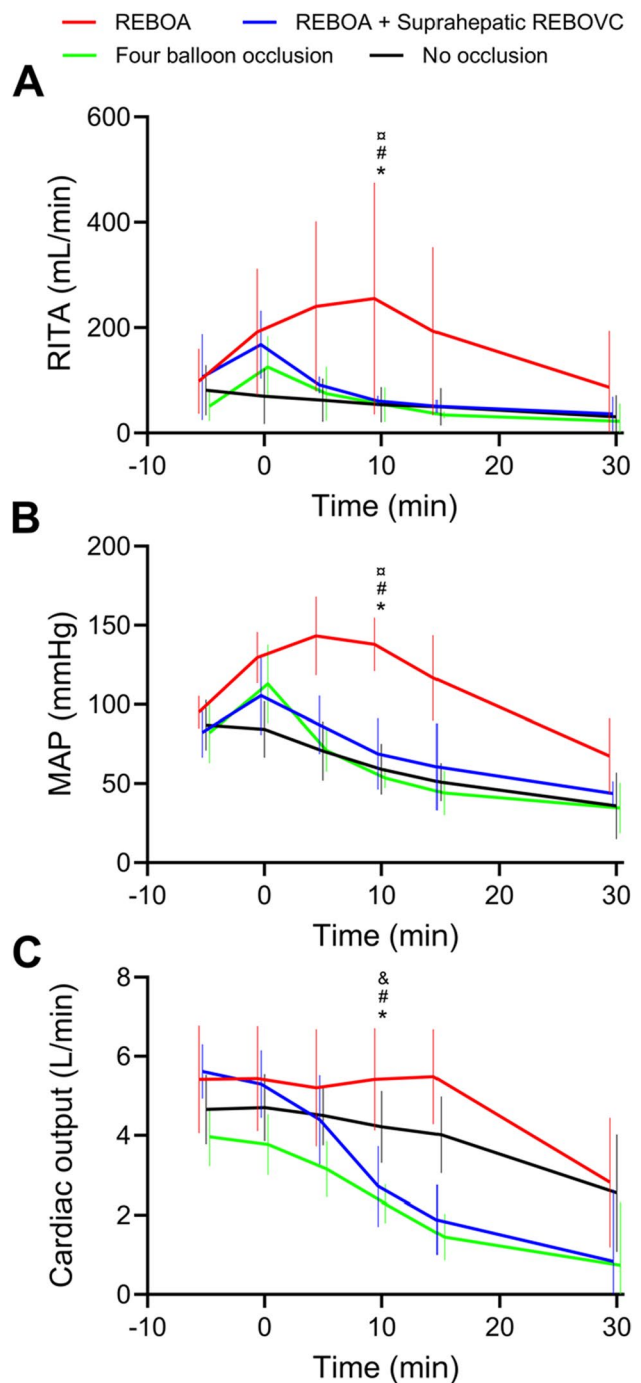 REBOA REBOA + Suprahepatic REBOVC
Four balloon occlusion No occlusion
A
600
400
200
0
RITA (mL/min)
¤
#
*
-10 0 10 20 30
Time (min)
B
200
150
100
50
0
MAP (mmHg)
¤
#
*
-10 0 10 20 30
Time (min)
C
8
6
4
2
0
Cardiac output (L/min)
&
#
*
-10 0 10 20 30
Time (min)